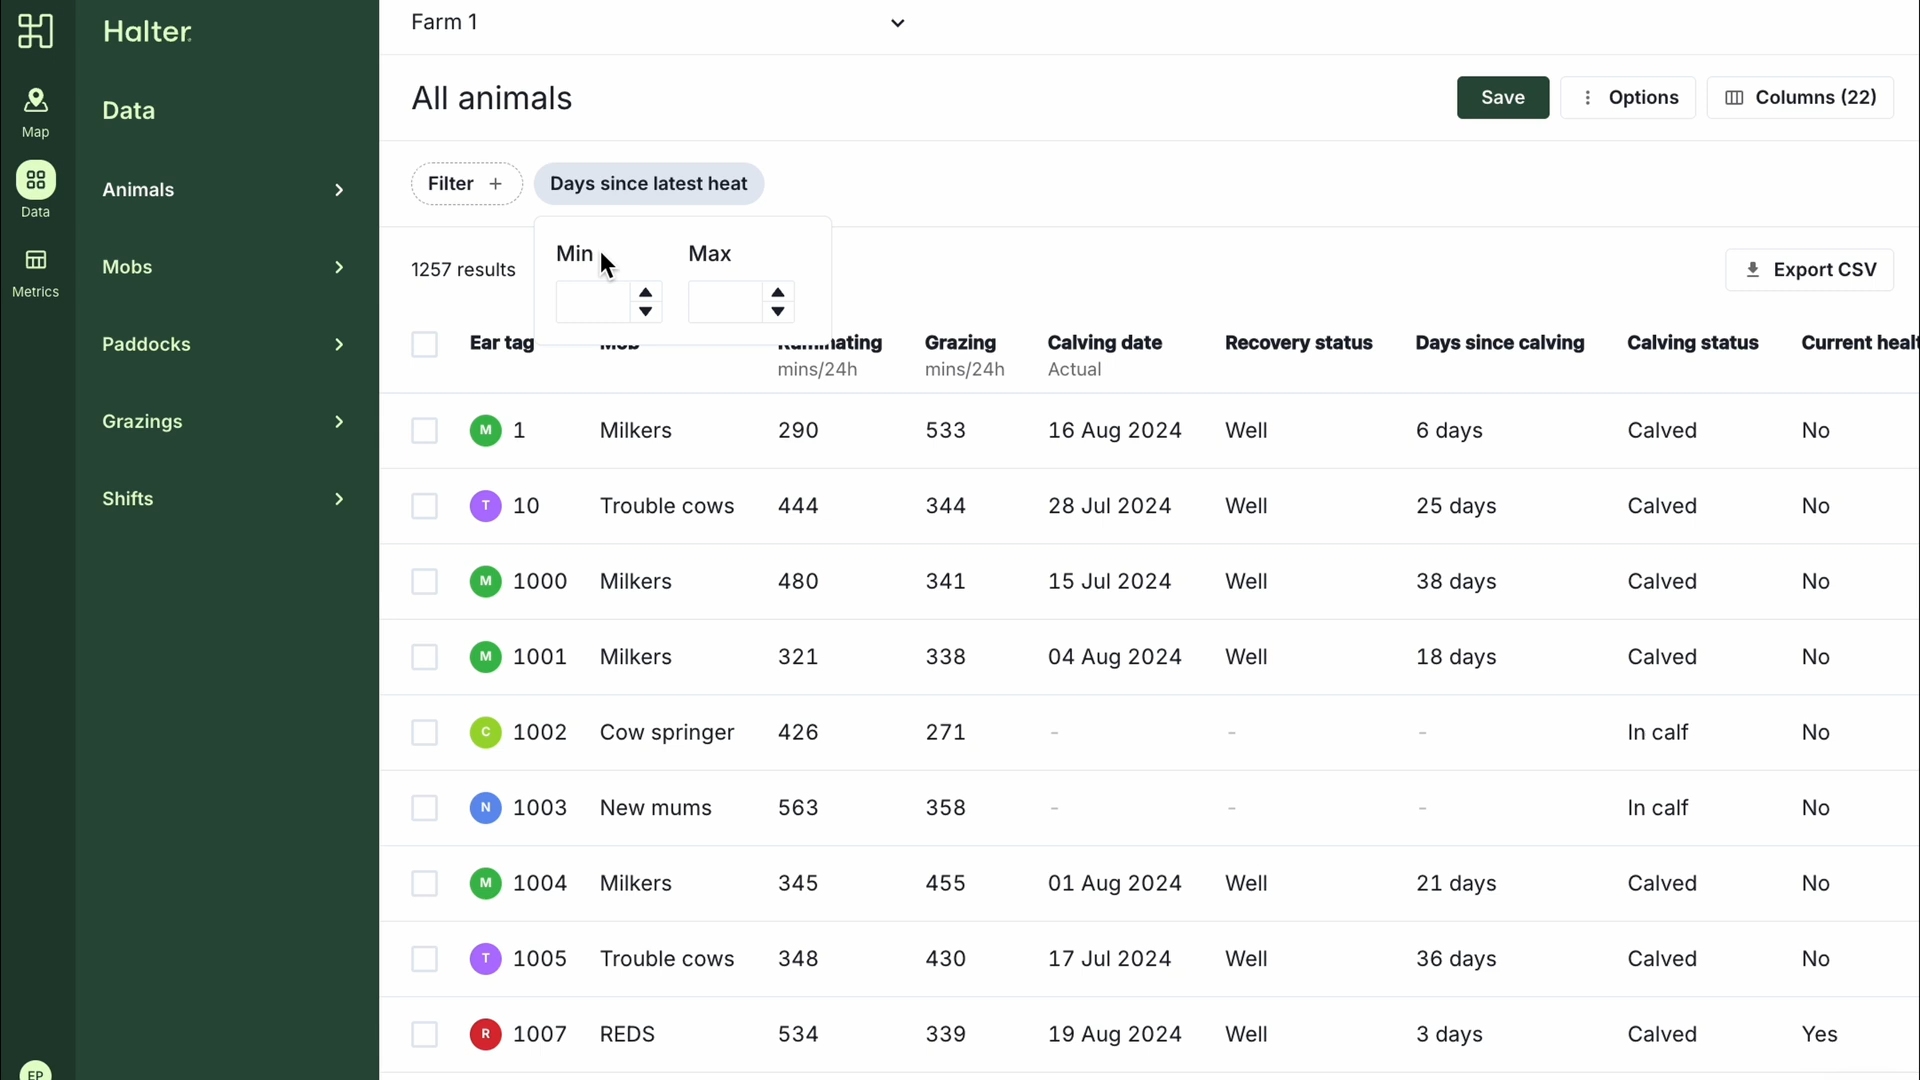 Halter
Farm 1
Map
Data
Metrics
EP
Data
Animals
Mobs
Paddocks
Grazings
Shifts
All animals
Save
Options
Columns (22)
Filter +
Days since latest heat
Min Max
1257 results
Export CSV
Ear tag Grazing Calving date Recovery status Days since calving Calving status
mins/24h mins/24h Actual
M 1 Milkers 290 533 16 Aug 2024 Well 6 days Calved No
T 10 Trouble cows 444 344 28 Jul 2024 Well 25 days Calved No
M 1000 Milkers 480 341 15 Jul 2024 Well 38 days Calved No
M 1001 Milkers 321 338 04 Aug 2024 Well 18 days Calved No
C 1002 Cow springer 426 271 - - - In calf No
N 1003 New mums 563 358 - - - In calf No
M 1004 Milkers 345 455 01 Aug 2024 Well 21 days Calved No
T 1005 Trouble cows 348 430 17 Jul 2024 Well 36 days Calved No
R 1007 REDS 534 339 19 Aug 2024 Well 3 days Calved Yes